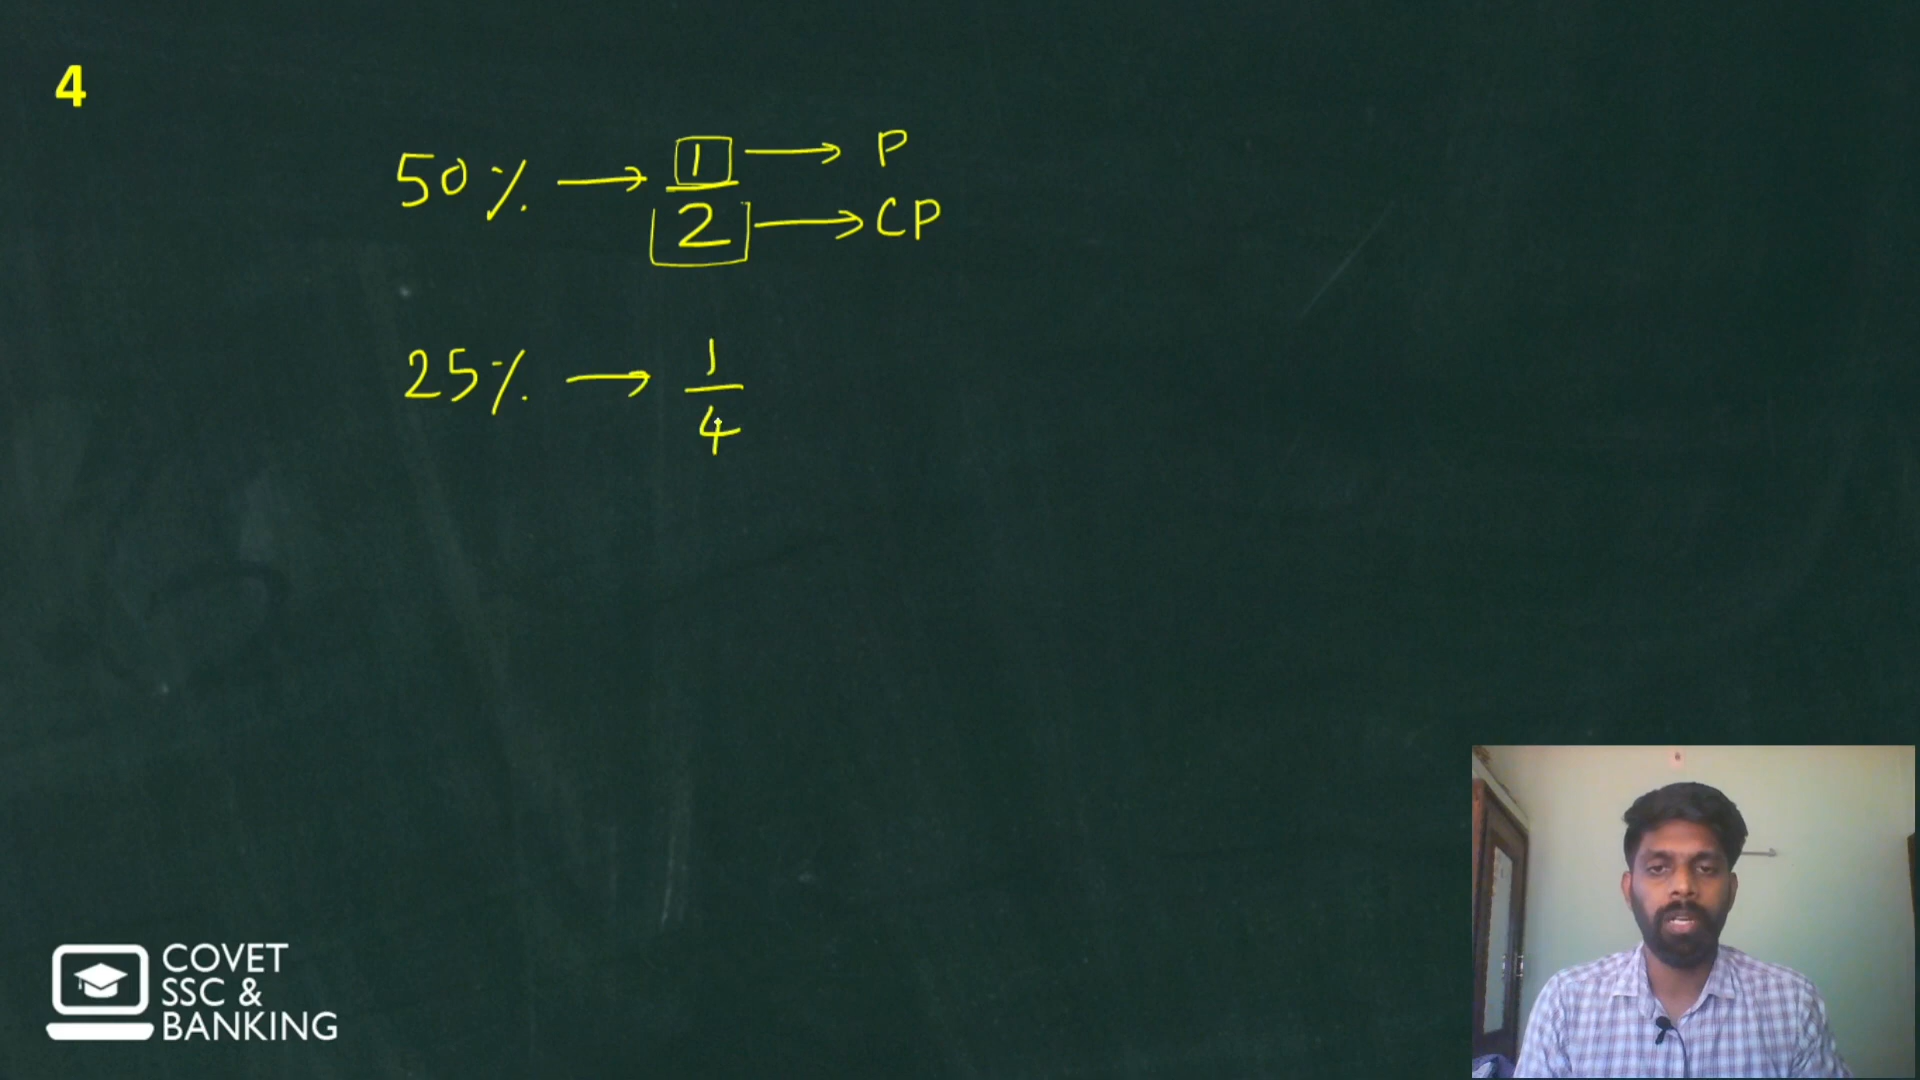 4
50% → 1 → P
2 → CP
25% → 1
4
COVET
SSC &
BANKING